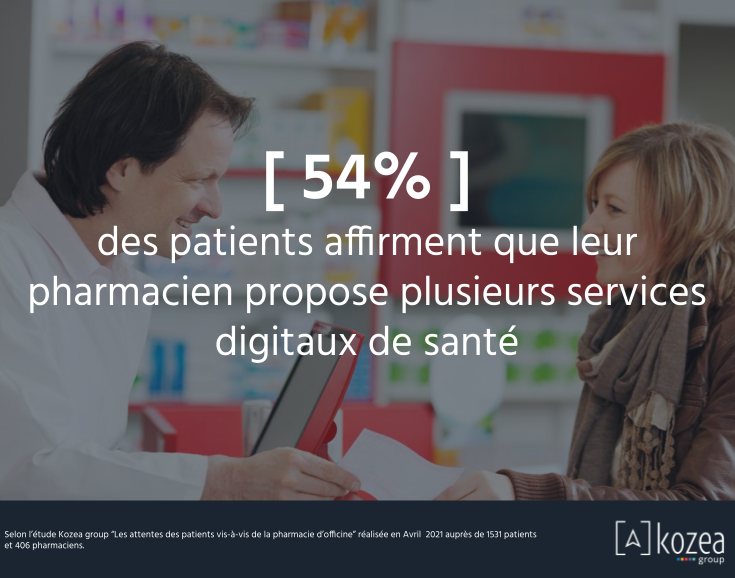 [ 54% ]
des patients affirment que leur
pharmacien propose plusieurs services
digitaux de santé
Selon l'étude Kozea group "Les attentes des patients vis-à-vis de la pharmacie d'officine" réalisée en Avril 2021 auprès de 1531 patients
et 406 pharmaciens.
[A] kozea
group